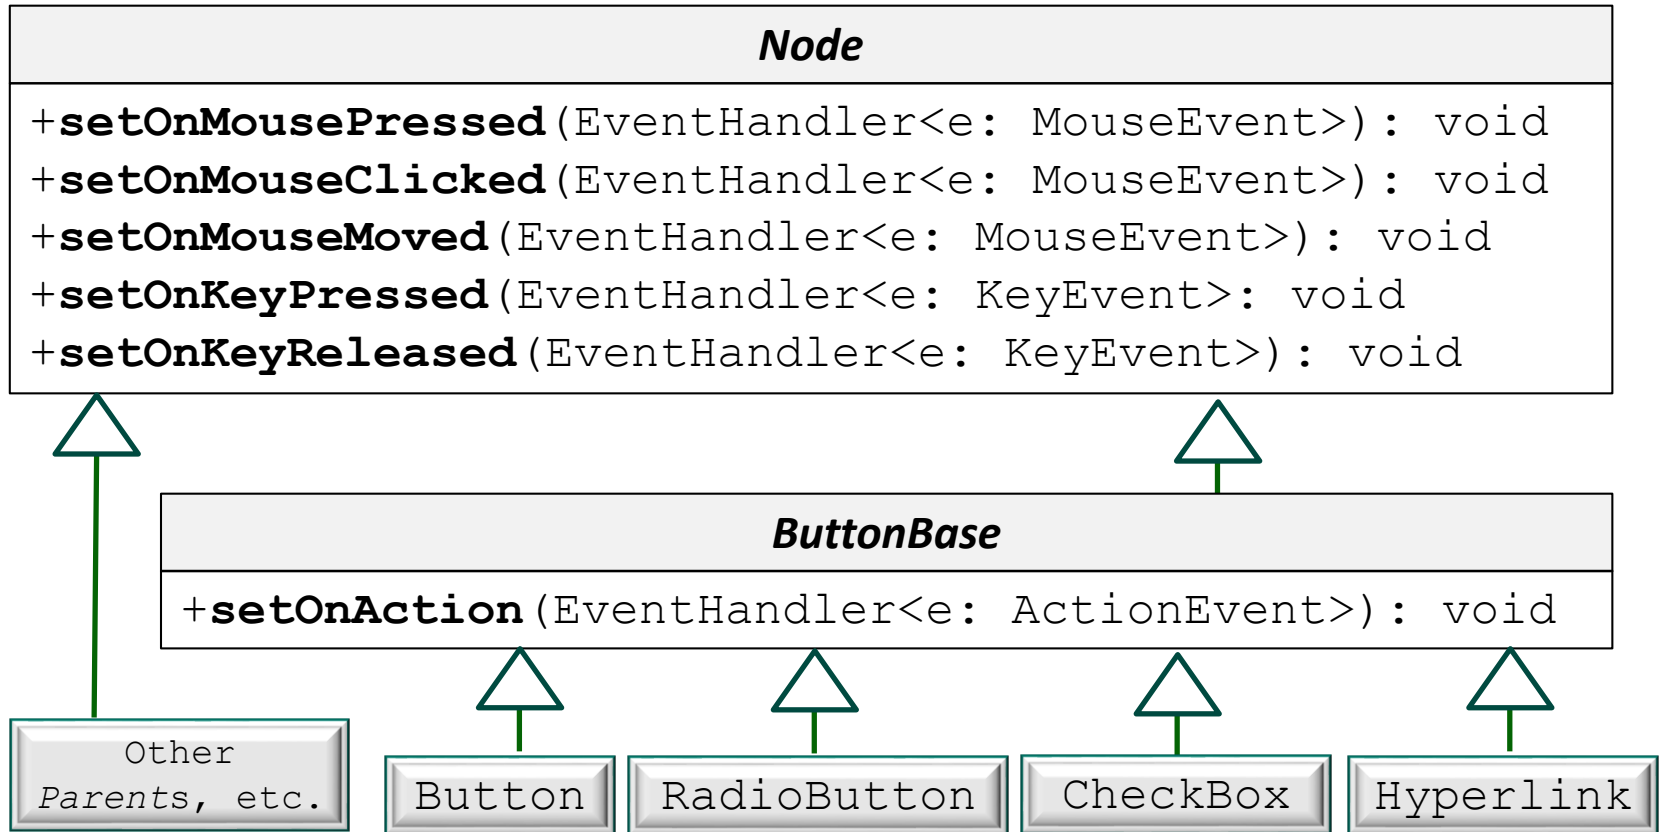 Node
+setOnMousePressed(EventHandler<e: MouseEvent>): void
+setOnMouseClicked(EventHandler<e: MouseEvent>): void
+setOnMouseMoved(EventHandler<e: MouseEvent>): void
+setOnKeyPressed(EventHandler<e: KeyEvent>: void
+setOnKeyReleased(EventHandler<e: KeyEvent>): void
ButtonBase
+setOnAction(EventHandler<e: ActionEvent>): void
Other
Parents, etc.
Button
RadioButton
CheckBox
Hyperlink